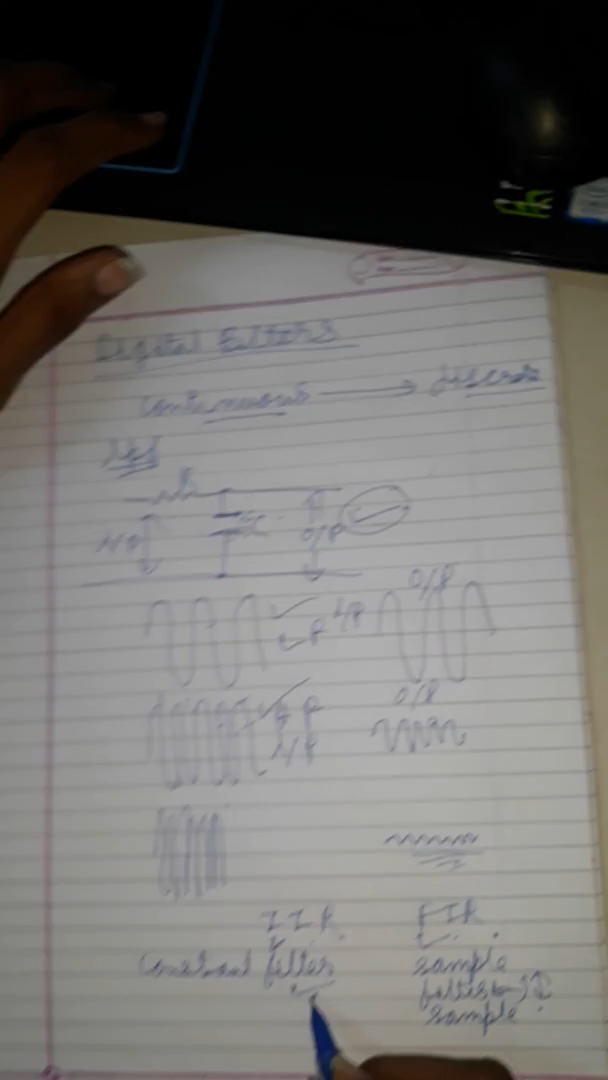 Digital Filters
Continuous → discrete
R
I/P
O/P
I/P
O/P
O/P
I/P
IIR FIR
Constant filter sample
sample